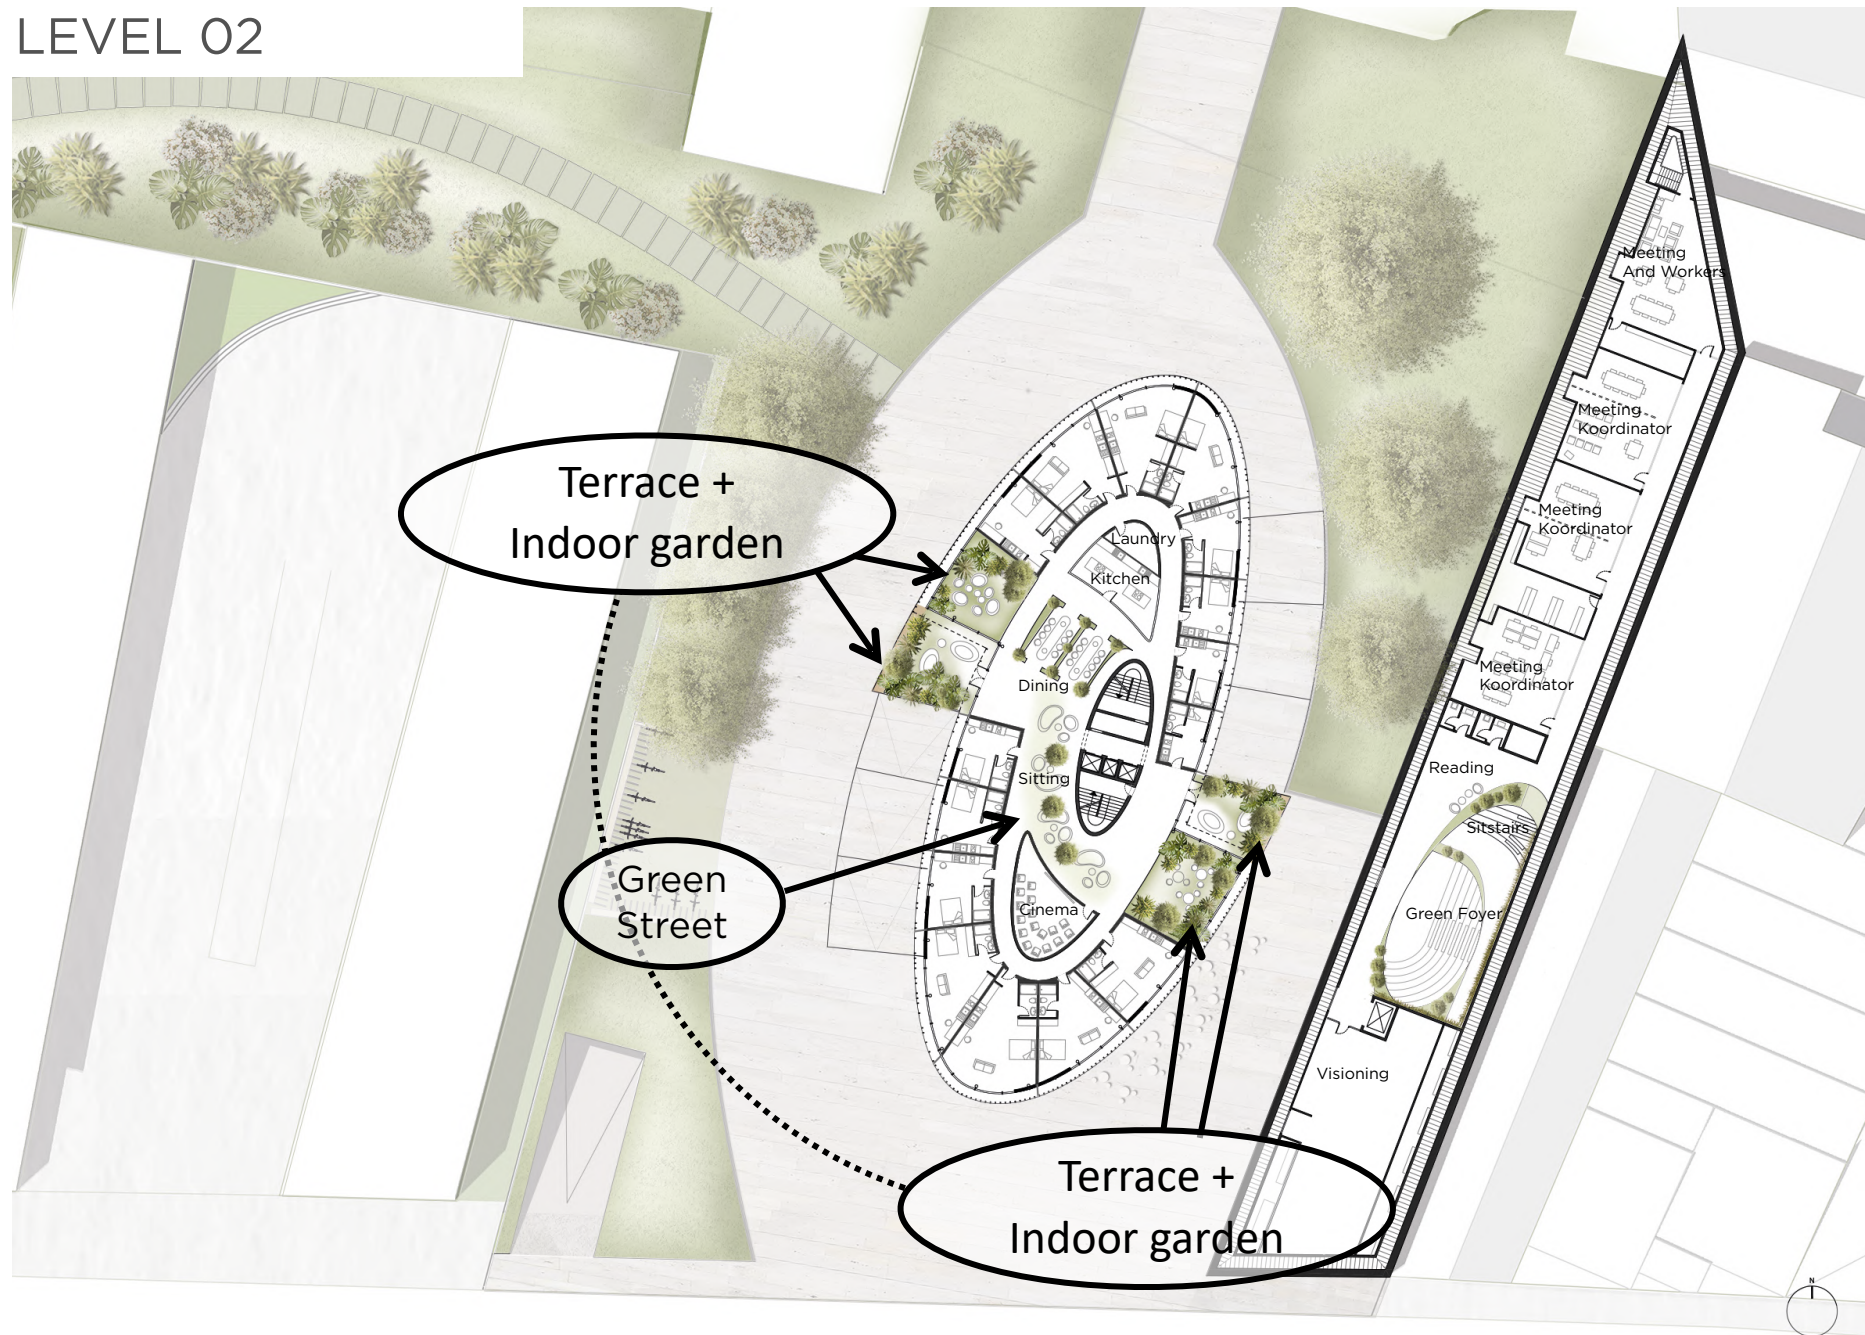 LEVEL 02
Meeting
And Workers
Meeting
Koordinator
Meeting
Koordinator
Meeting
Koordinator
Reading
Sitstairs
Green Foyer
Visioning
Terrace +
Indoor garden
Laundry
Kitchen
Dining
Sitting
Cinema
Green
Street
Terrace +
Indoor garden
N